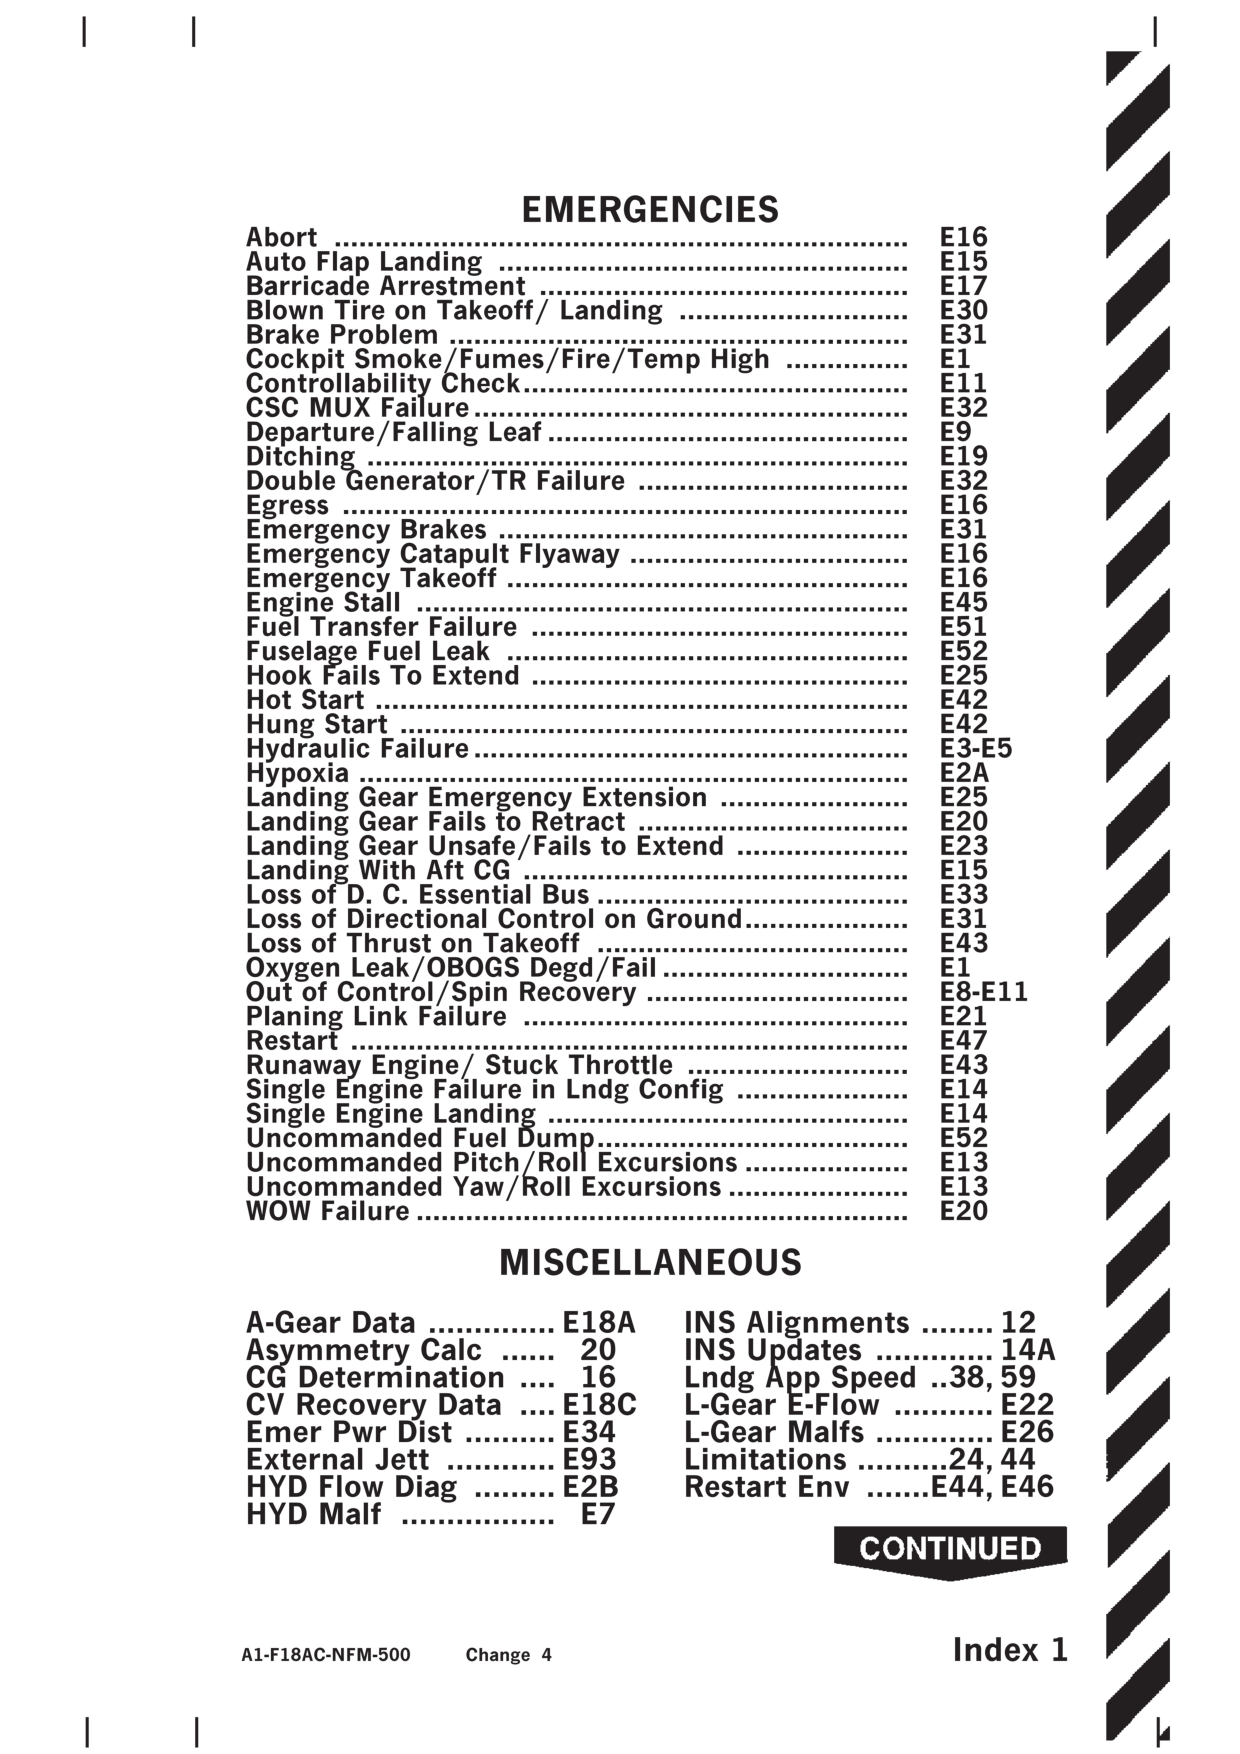 EMERGENCIES
Abort ...................................................................... E16
Auto Flap Landing .................................................. E15
Barricade Arrestment ............................................. E17
Blown Tire on Takeoff/ Landing ............................ E30
Brake Problem ........................................................ E31
Cockpit Smoke/Fumes/Fire/Temp High ............... E1
Controllability Check............................................... E11
CSC MUX Failure..................................................... E32
Departure/Falling Leaf............................................ E9
Ditching .................................................................. E19
Double Generator/TR Failure ................................. E32
Egress ..................................................................... E16
Emergency Brakes .................................................. E31
Emergency Catapult Flyaway .................................. E16
Emergency Takeoff ................................................. E16
Engine Stall ............................................................ E45
Fuel Transfer Failure .............................................. E51
Fuselage Fuel Leak ................................................. E52
Hook Fails To Extend .............................................. E25
Hot Start ................................................................. E42
Hung Start .............................................................. E42
Hydraulic Failure..................................................... E3-E5
Hypoxia ................................................................... E2A
Landing Gear Emergency Extension ....................... E25
Landing Gear Fails to Retract ................................. E20
Landing Gear Unsafe/Fails to Extend ..................... E23
Landing With Aft CG ............................................... E15
Loss of D. C. Essential Bus...................................... E33
Loss of Directional Control on Ground.................... E31
Loss of Thrust on Takeoff ...................................... E43
Oxygen Leak/OBOGS Degd/Fail.............................. E1
Out of Control/Spin Recovery ................................ E8-E11
Planing Link Failure ............................................... E21
Restart .................................................................... E47
Runaway Engine/ Stuck Throttle ........................... E43
Single Engine Failure in Lndg Config ..................... E14
Single Engine Landing ............................................ E14
Uncommanded Fuel Dump...................................... E52
Uncommanded Pitch/Roll Excursions .................... E13
Uncommanded Yaw/Roll Excursions ...................... E13
WOW Failure............................................................ E20
MISCELLANEOUS
A-Gear Data .............. E18A
Asymmetry Calc ...... 20
CG Determination .... 16
CV Recovery Data .... E18C
Emer Pwr Dist .......... E34
External Jett ............ E93
HYD Flow Diag ......... E2B
HYD Malf ................. E7
INS Alignments ........ 12
INS Updates ............. 14A
Lndg App Speed ..38, 59
L-Gear E-Flow ........... E22
L-Gear Malfs ............. E26
Limitations ..........24, 44
Restart Env .......E44, E46
CONTINUED
A1-F18AC-NFM-500 Change 4 Index 1